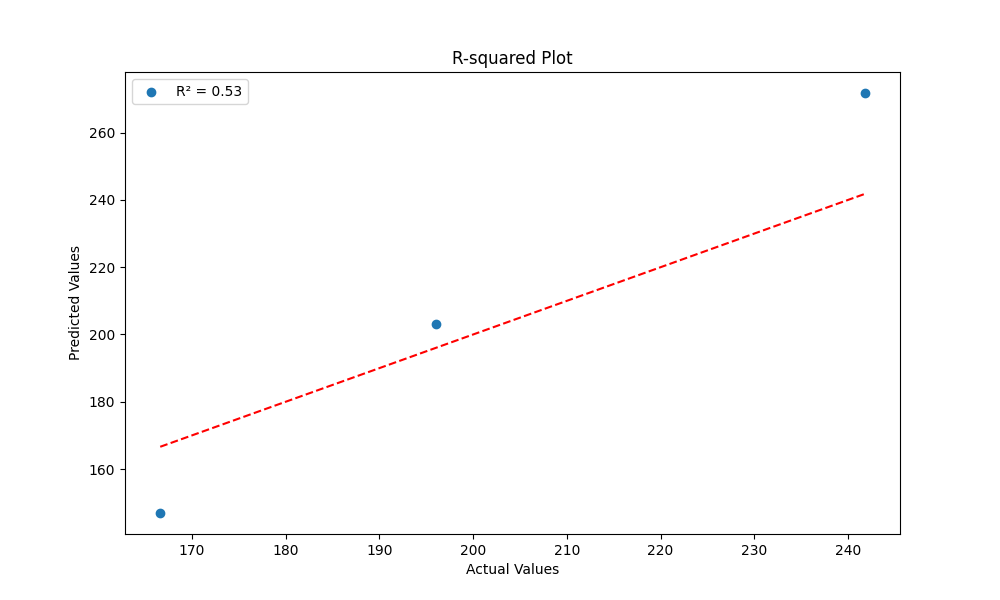 R-squared Plot
R² = 0.53
260
240
220
200
180
160
Predicted Values
170 180 190 200 210 220 230 240
Actual Values